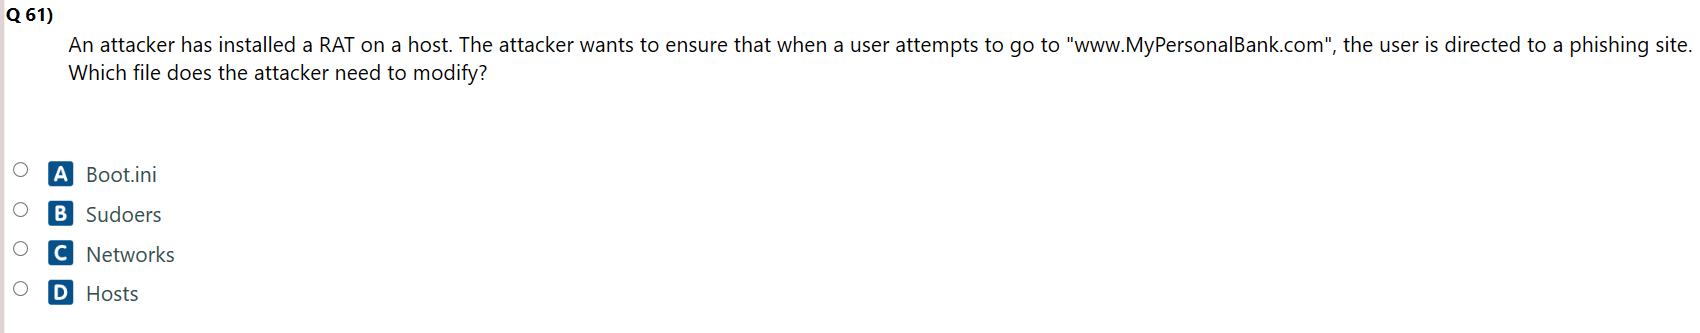 Q 61)
An attacker has installed a RAT on a host. The attacker wants to ensure that when a user attempts to go to "www.MyPersonalBank.com", the user is directed to a phishing site.
Which file does the attacker need to modify?
A Boot.ini
B Sudoers
C Networks
D Hosts